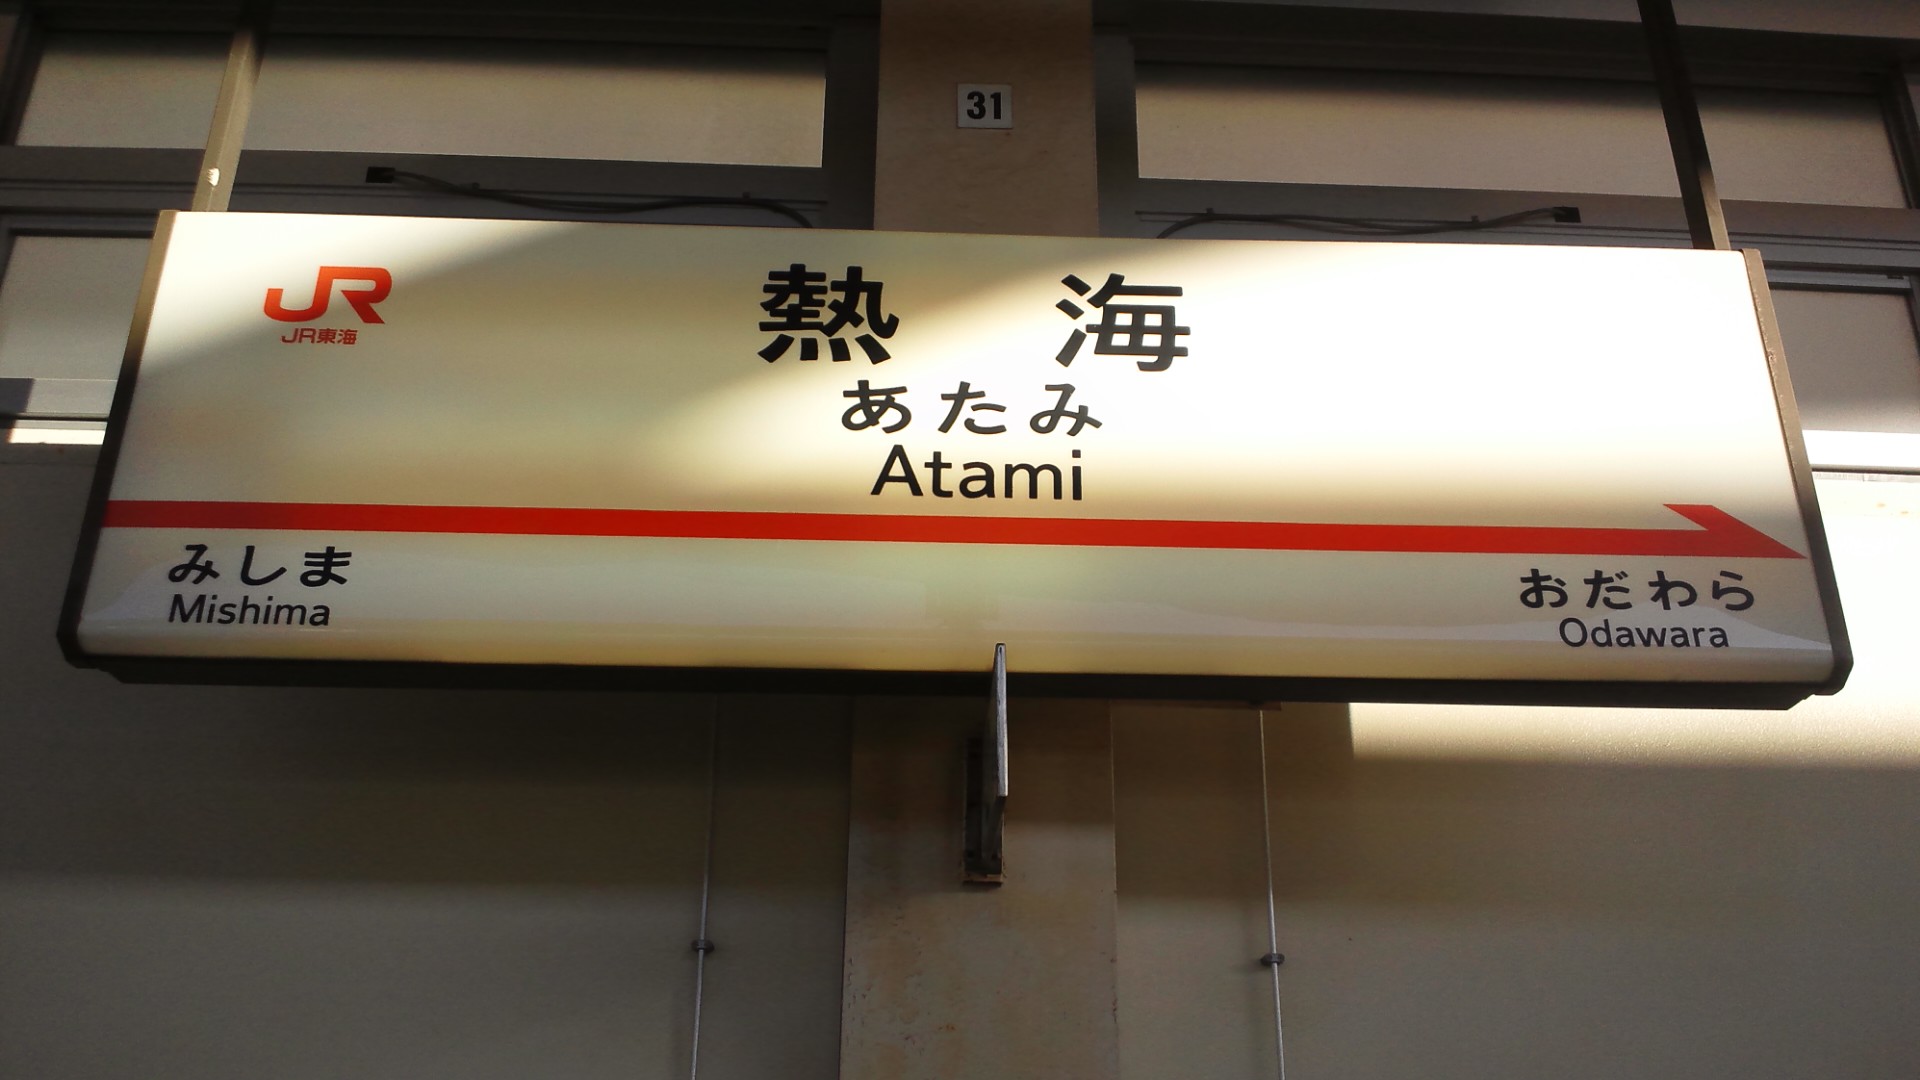 31
JR
JR東海
熱海
あたみ
Atami
みしま
Mishima
おだわら
Odawara